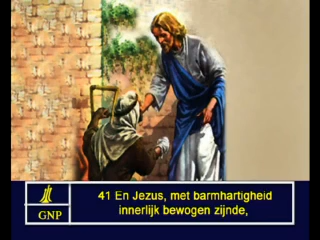 41 En Jezus, met barmhartigheid
innerlijk bewogen zijnde,
GNP